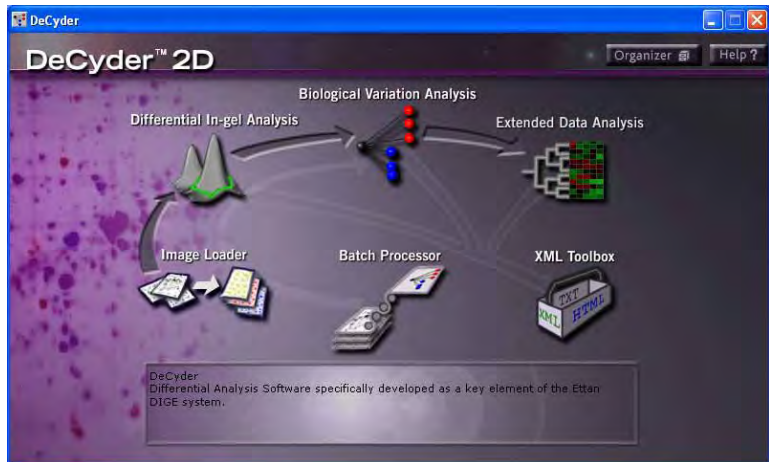 DeCyder
DeCyder™ 2D
Organizer
Help ?
Biological Variation Analysis
Differential In-gel Analysis
Extended Data Analysis
Image Loader
Batch Processor
XML Toolbox
TXT
XML HTML
DeCyder
Differential Analysis Software specifically developed as a key element of the Ettan
DIGE system.